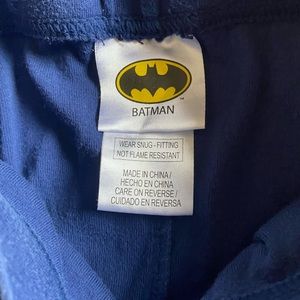 BATMAN
WEAR SNUG - FITTING
NOT FLAME RESISTANT
MADE IN CHINA /
HECHO EN CHINA
CARE ON REVERSE /
CUIDADO EN REVERSA